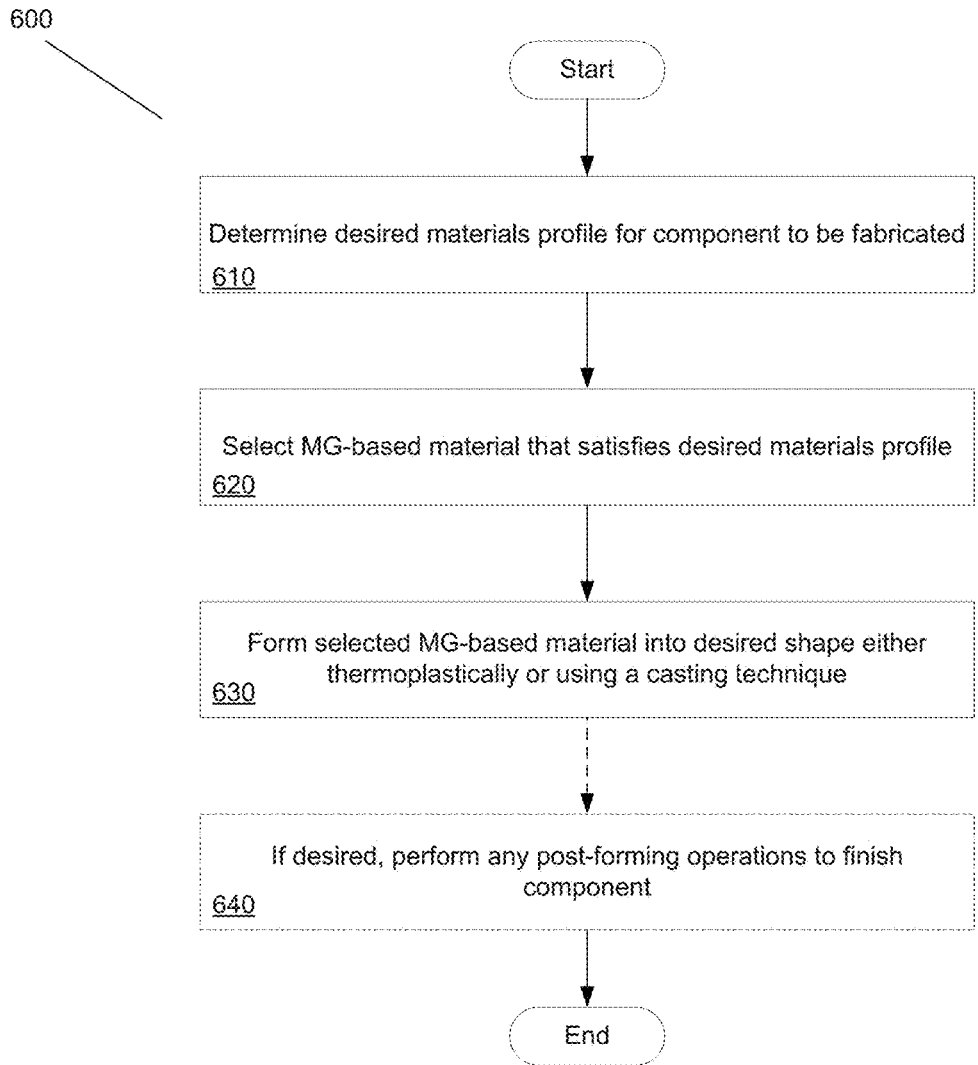 600
Start
Determine desired materials profile for component to be fabricated
610
Select MG-based material that satisfies desired materials profile
620
Form selected MG-based material into desired shape either
thermoplastically or using a casting technique
630
If desired, perform any post-forming operations to finish
component
640
End